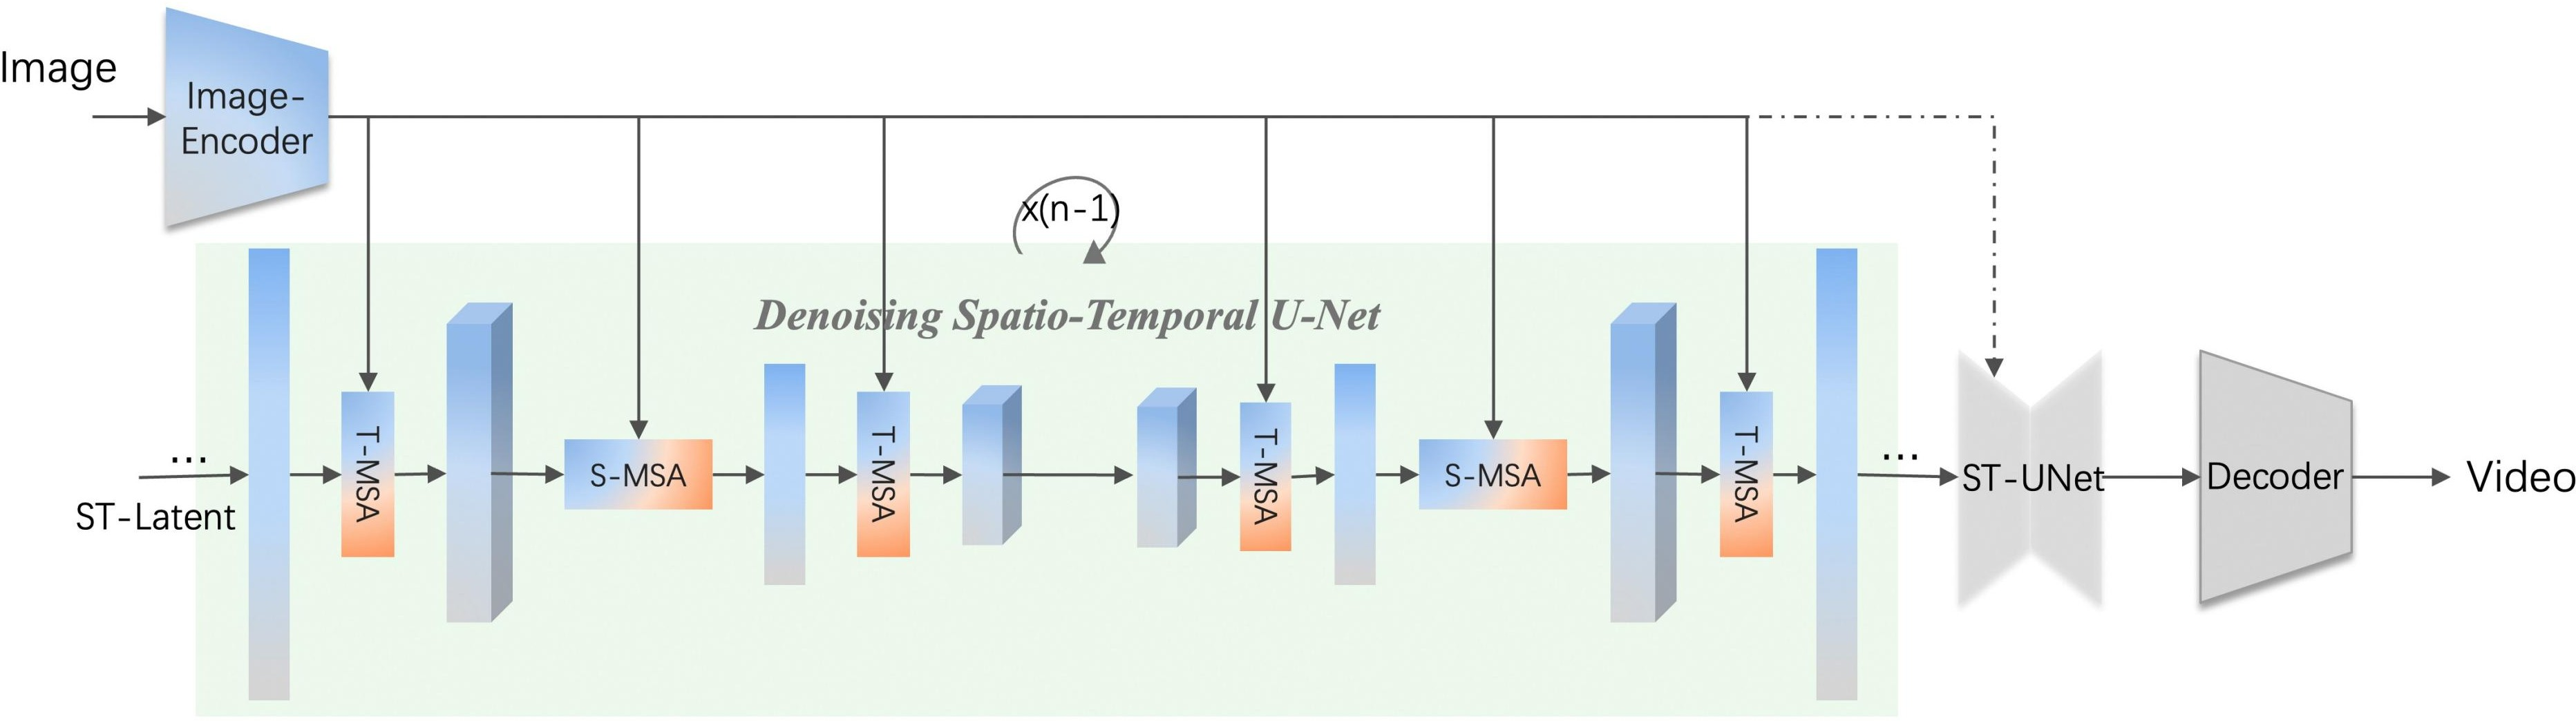 Image
Image-
Encoder
x(n-1)
Denoising Spatio-Temporal U-Net
...
ST-Latent
T-MSA
S-MSA
T-MSA
T-MSA
S-MSA
T-MSA
...
ST-UNet
Decoder
Video